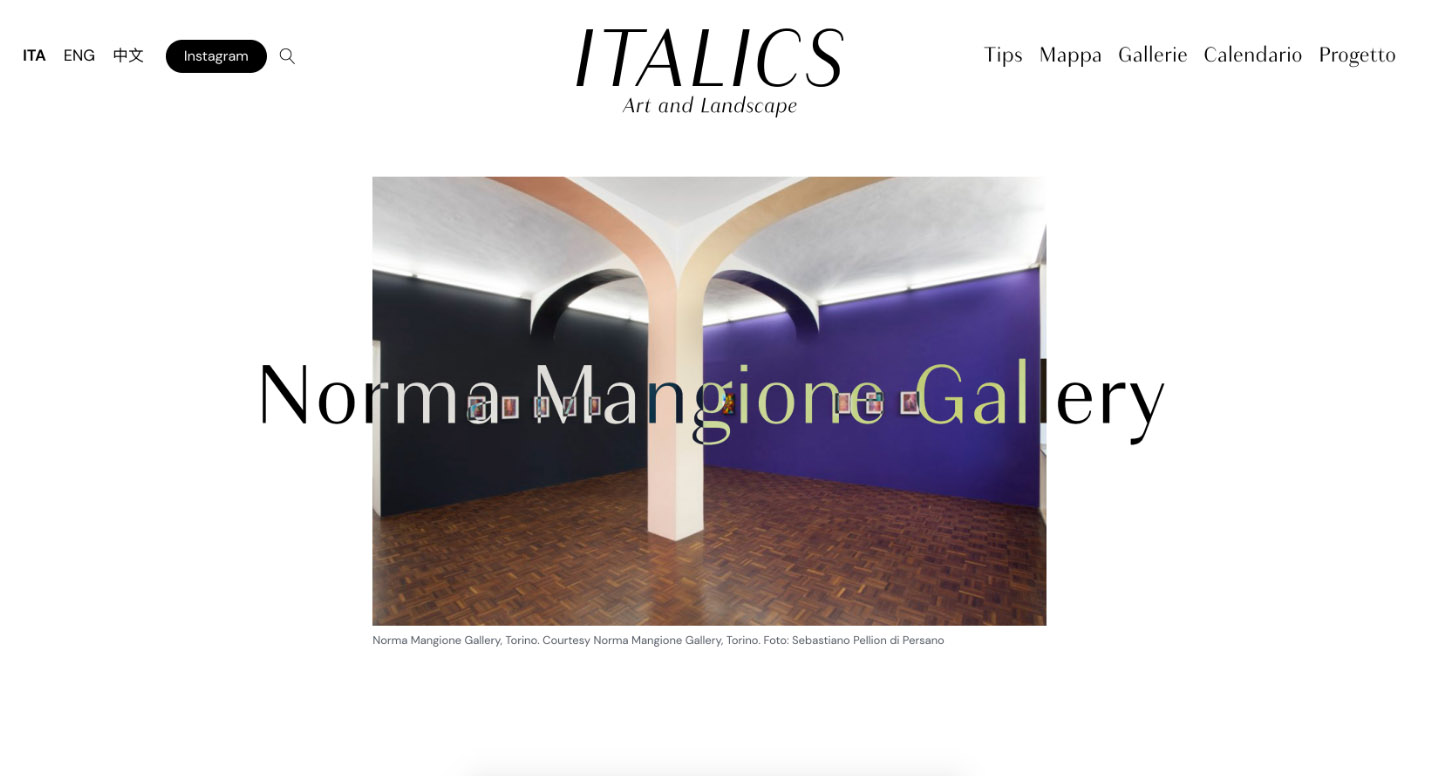 ITA ENG 中文 Instagram
ITALICS
Art and Landscape
Tips Mappa Gallerie Calendario Progetto
Norma Mangione Gallery
Norma Mangione Gallery, Torino. Courtesy Norma Mangione Gallery, Torino. Foto: Sebastiano Pellion di Persano